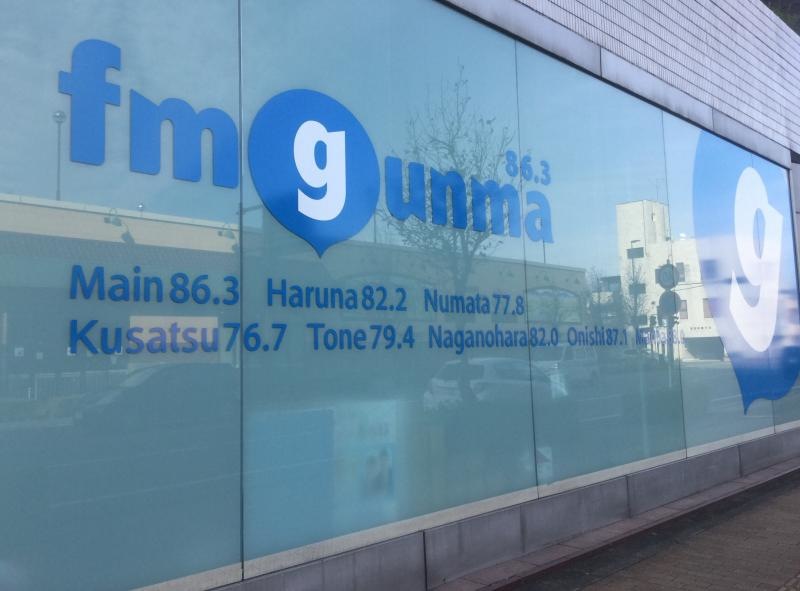 fm gunma
86.3
Main 86.3 Haruna 82.2 Numata 77.8
Kusatsu 76.7 Tone 79.4 Naganohara 82.0 Onishi 87.1
g